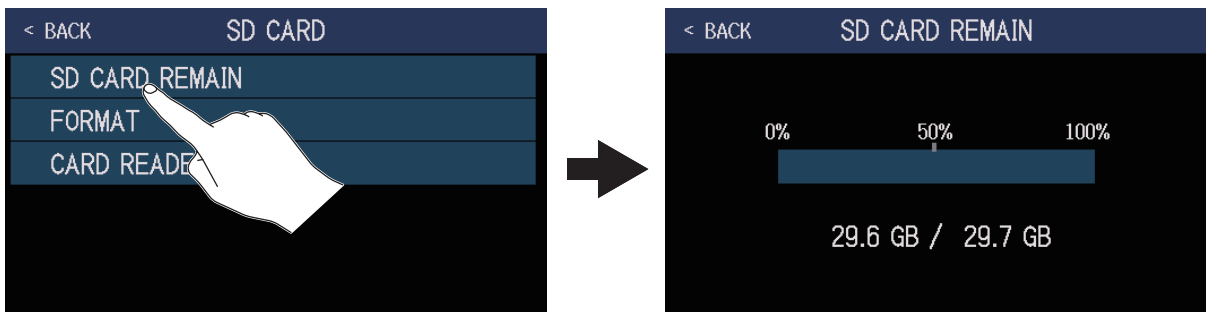 < BACK SD CARD
SD CARD REMAIN
FORMAT
CARD READE
< BACK SD CARD REMAIN
0% 50% 100%
29.6 GB / 29.7 GB